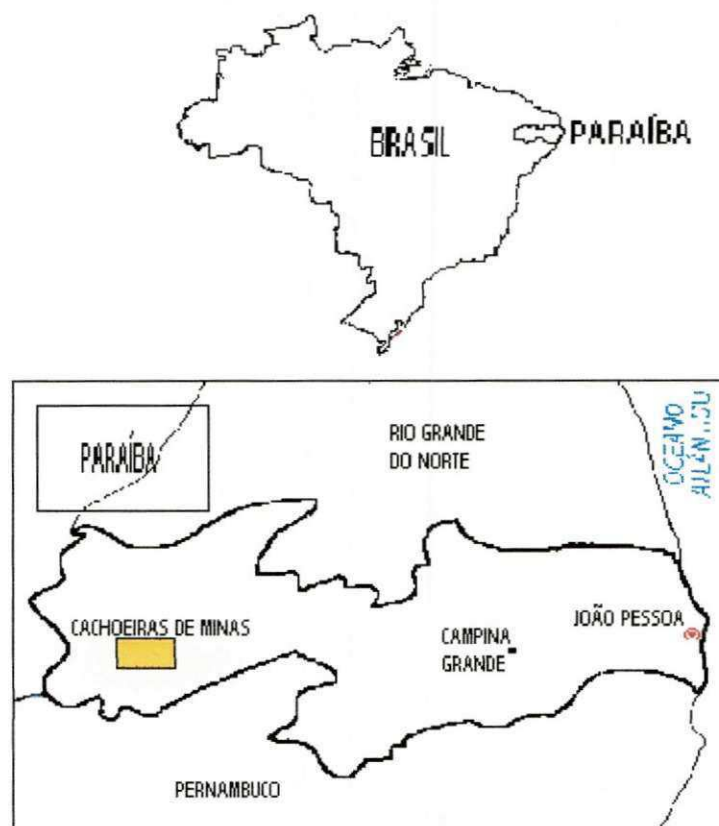 BRASIL
PARAÍBA
PARAÍBA
RIO GRANDE
DO NORTE
OCEANO
CACHOEIRAS DE MINAS
CAMPINA
GRANDE
JOÃO PESSOA
PERNAMBUCO